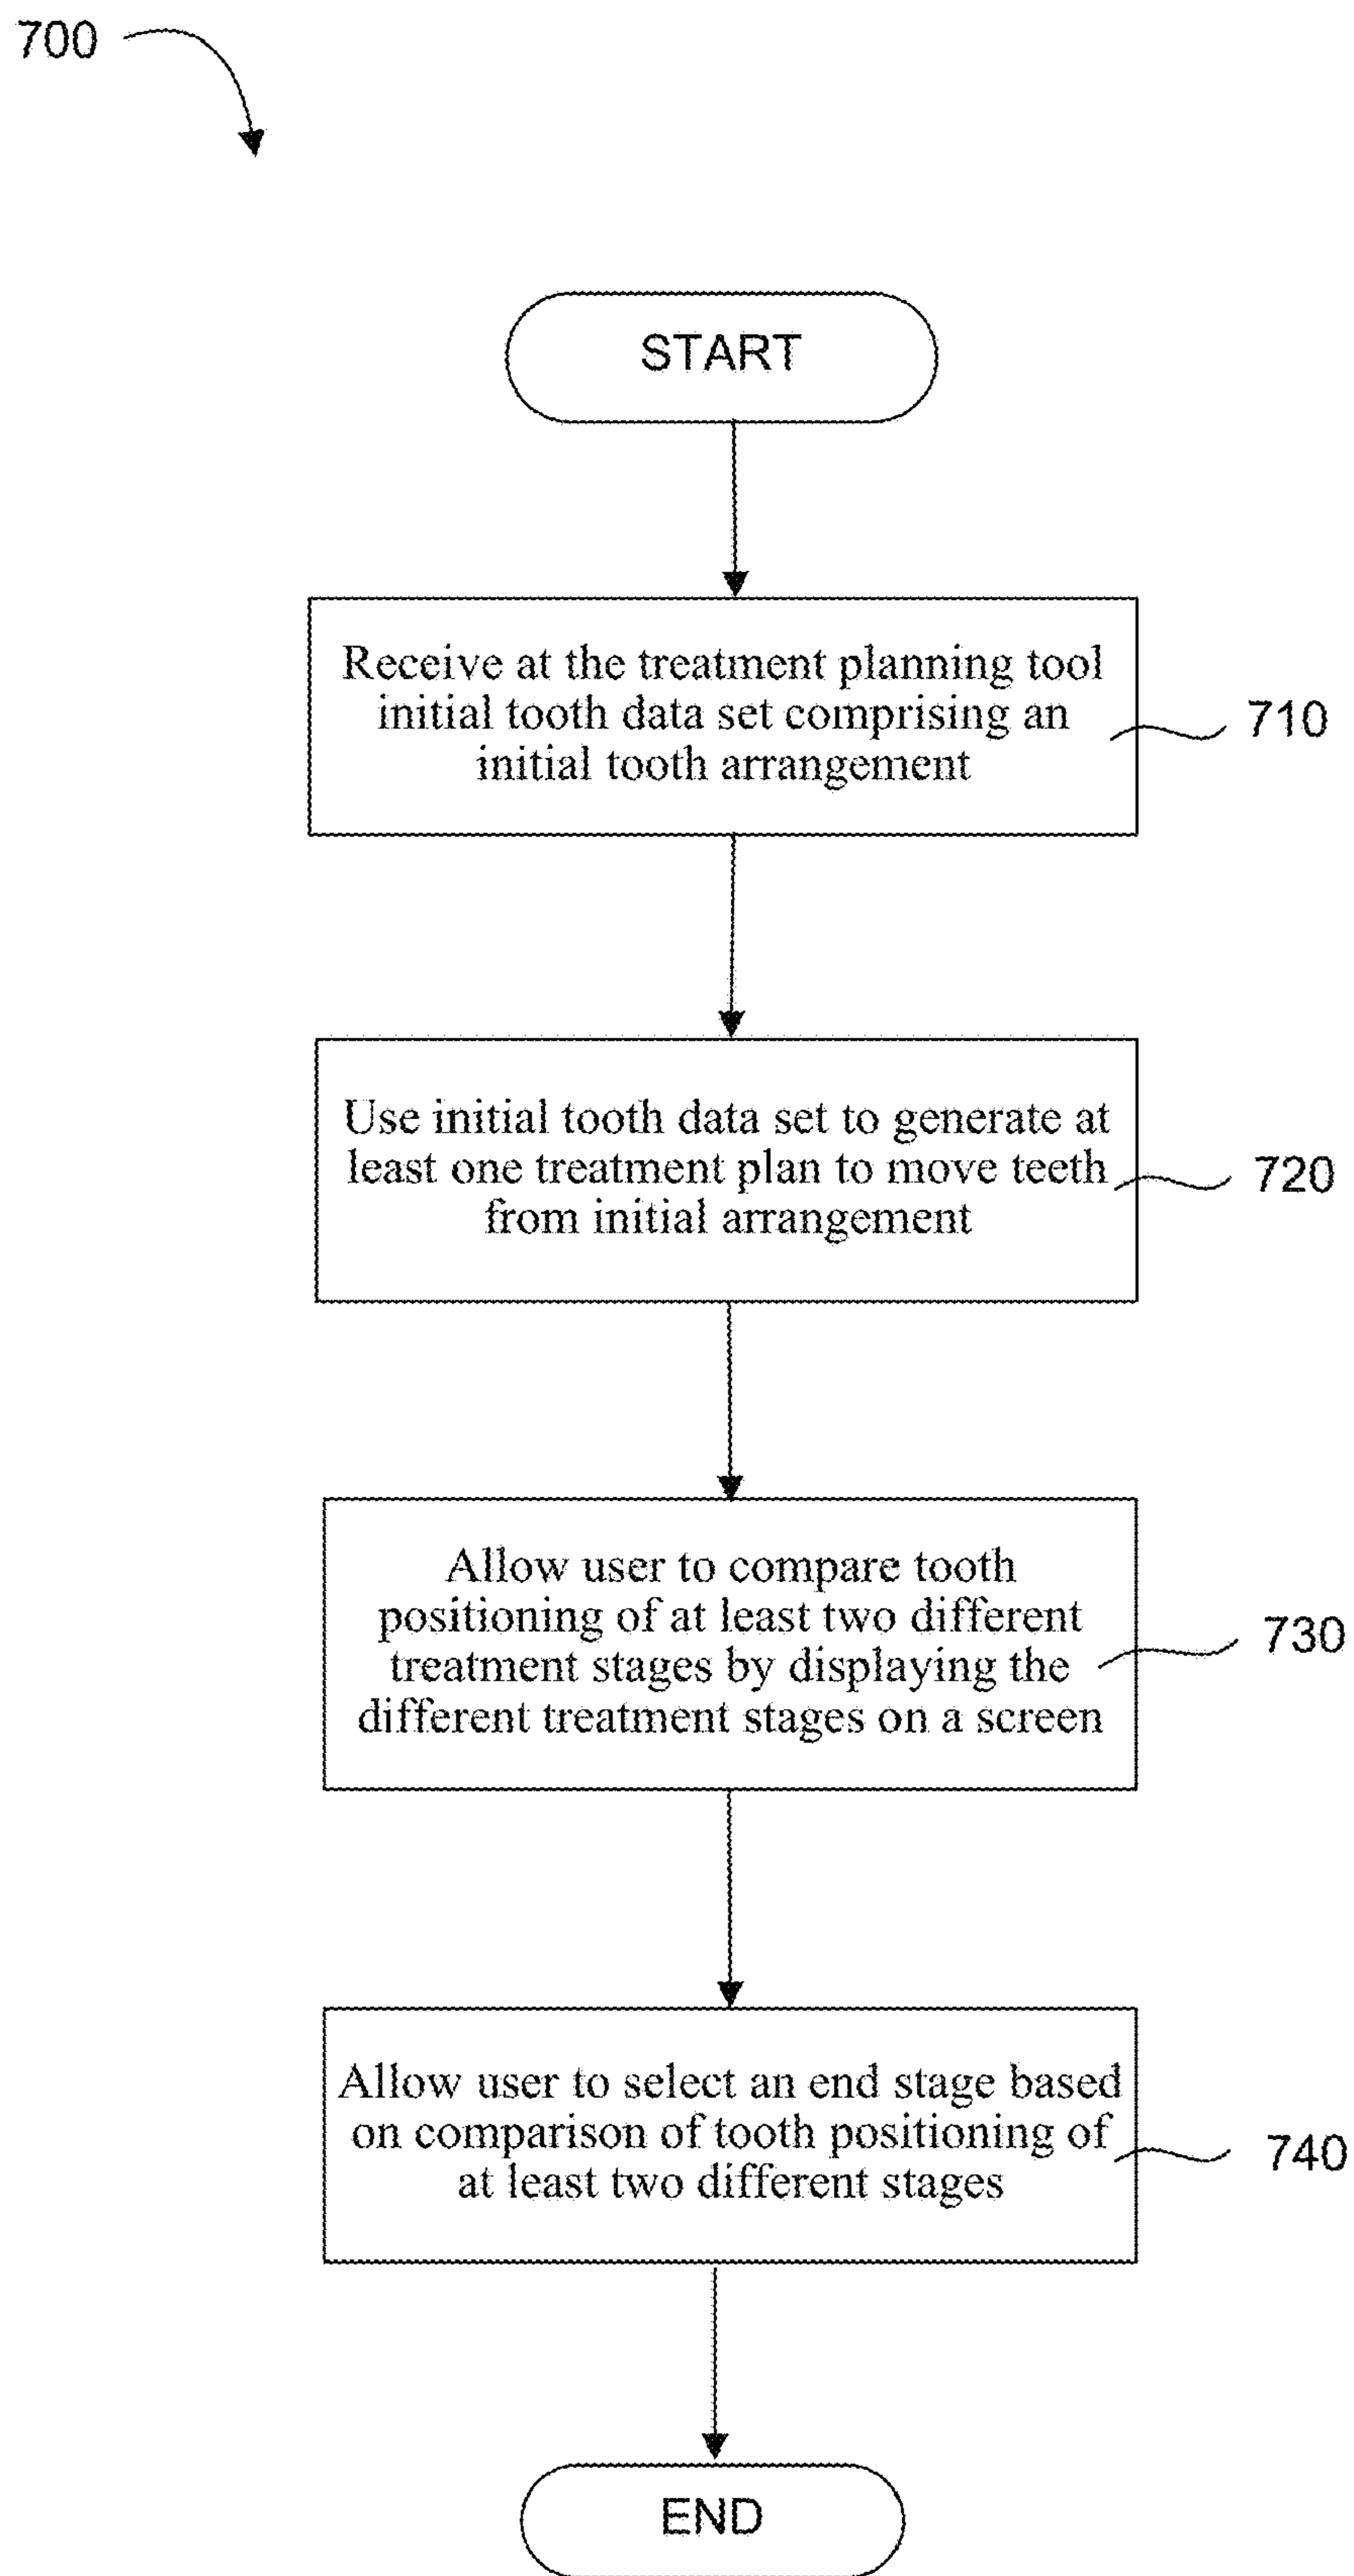 700
START
Receive at the treatment planning tool
initial tooth data set comprising an
initial tooth arrangement
710
Use initial tooth data set to generate at
least one treatment plan to move teeth
from initial arrangement
720
Allow user to compare tooth
positioning of at least two different
treatment stages by displaying the
different treatment stages on a screen
730
Allow user to select an end stage based
on comparison of tooth positioning of
at least two different stages
740
END